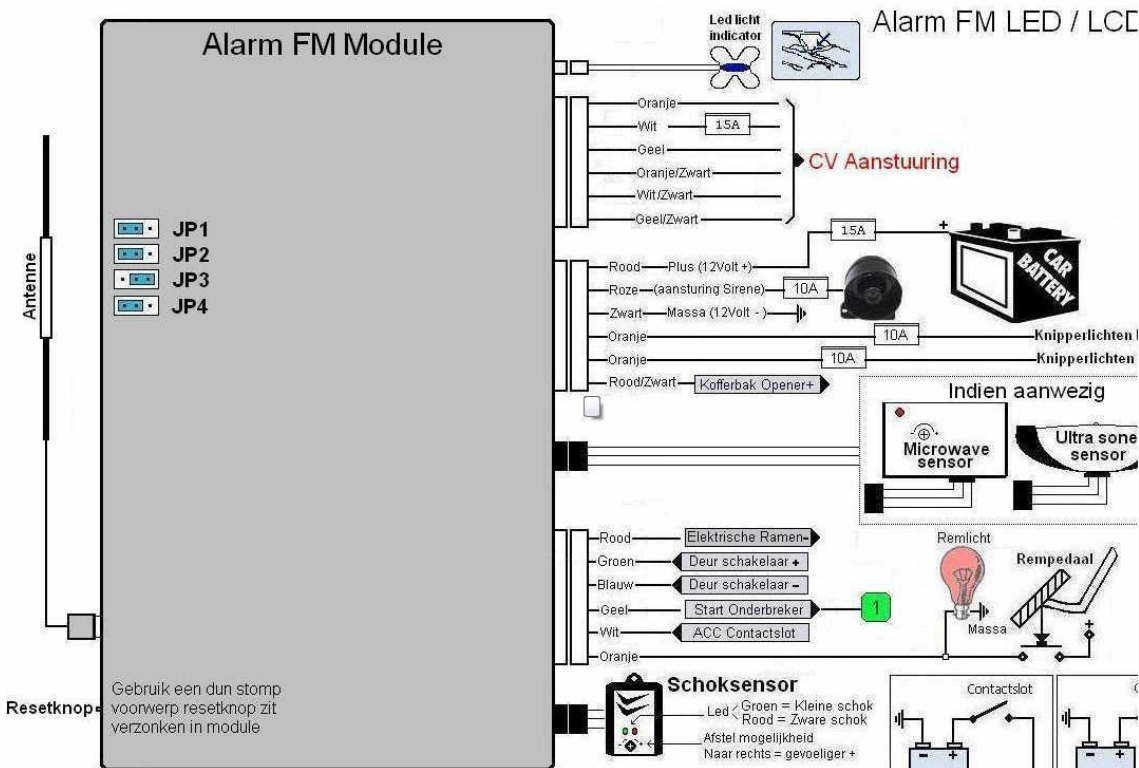 Alarm FM Module
Led licht
indicator
Alarm FM LED / LCD
Oranje
Wit
15A
Geel
Oranje/Zwart
Wit/Zwart
Geel/Zwart
CV Aanstuuring
JP1
JP2
JP3
JP4
Antenne
Rood
Plus (12Volt +)
15A
+
CAR
BATTERY
Roze
(aansturing Sirene)
10A
Zwart
Massa (12Volt - )
Oranje
10A
Knipperlichten
Oranje
10A
Knipperlichten
Rood/Zwart
Kofferbak Opener+
Indien aanwezig
Microwave
sensor
Ultra sone
sensor
Rood
Elektrische Ramen-
Groen
Deur schakelaar +
Blauw
Deur schakelaar -
Geel
Start Onderbreker
1
Wit
ACC Contactslot
Oranje
Remlicht
Massa
Rempedaal
+
Resetknop
Gebruik een dun stomp
voorwerp resetknop zit
verzonken in module
Schoksensor
Led
Groen = Kleine schok
Rood = Zware schok
Afstel mogelijkheid
Naar rechts = gevoeliger +
Contactslot
- +
- +